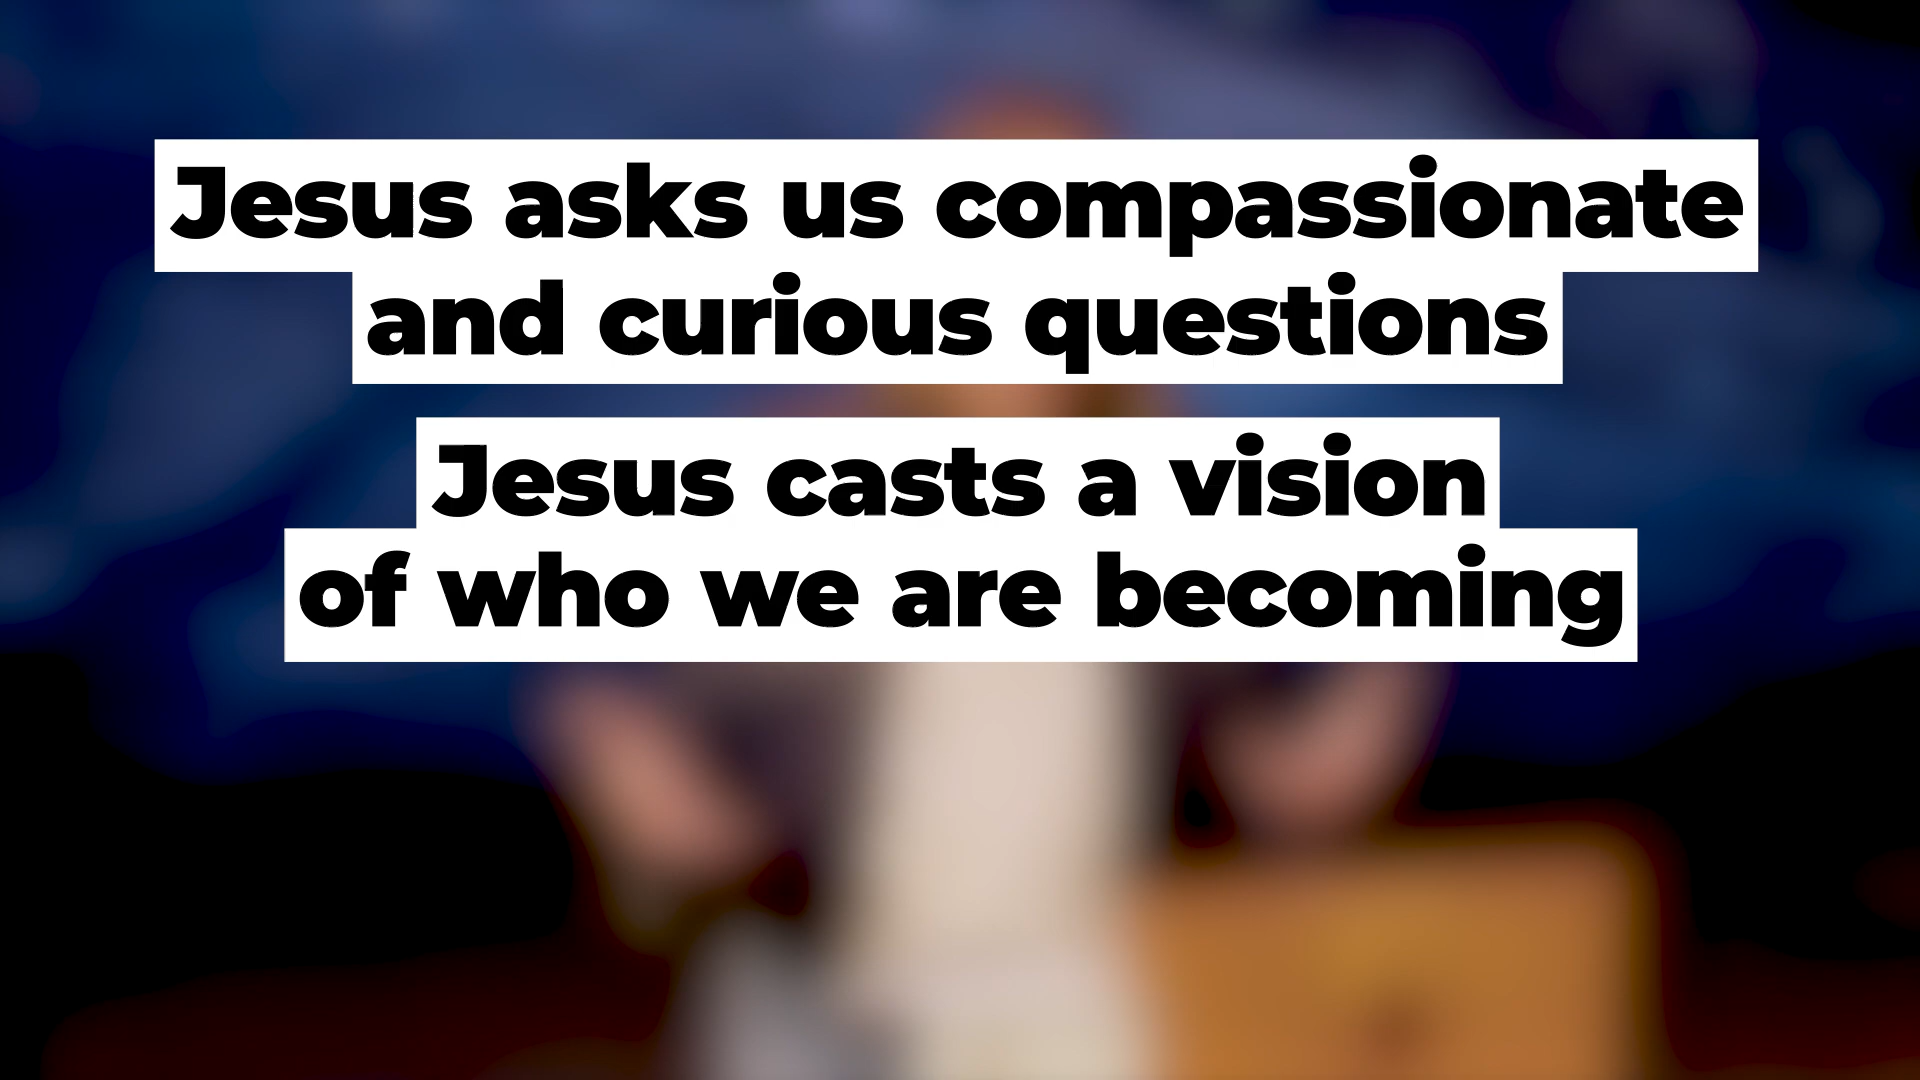 Jesus asks us compassionate
and curious questions
Jesus casts a vision
of who we are becoming